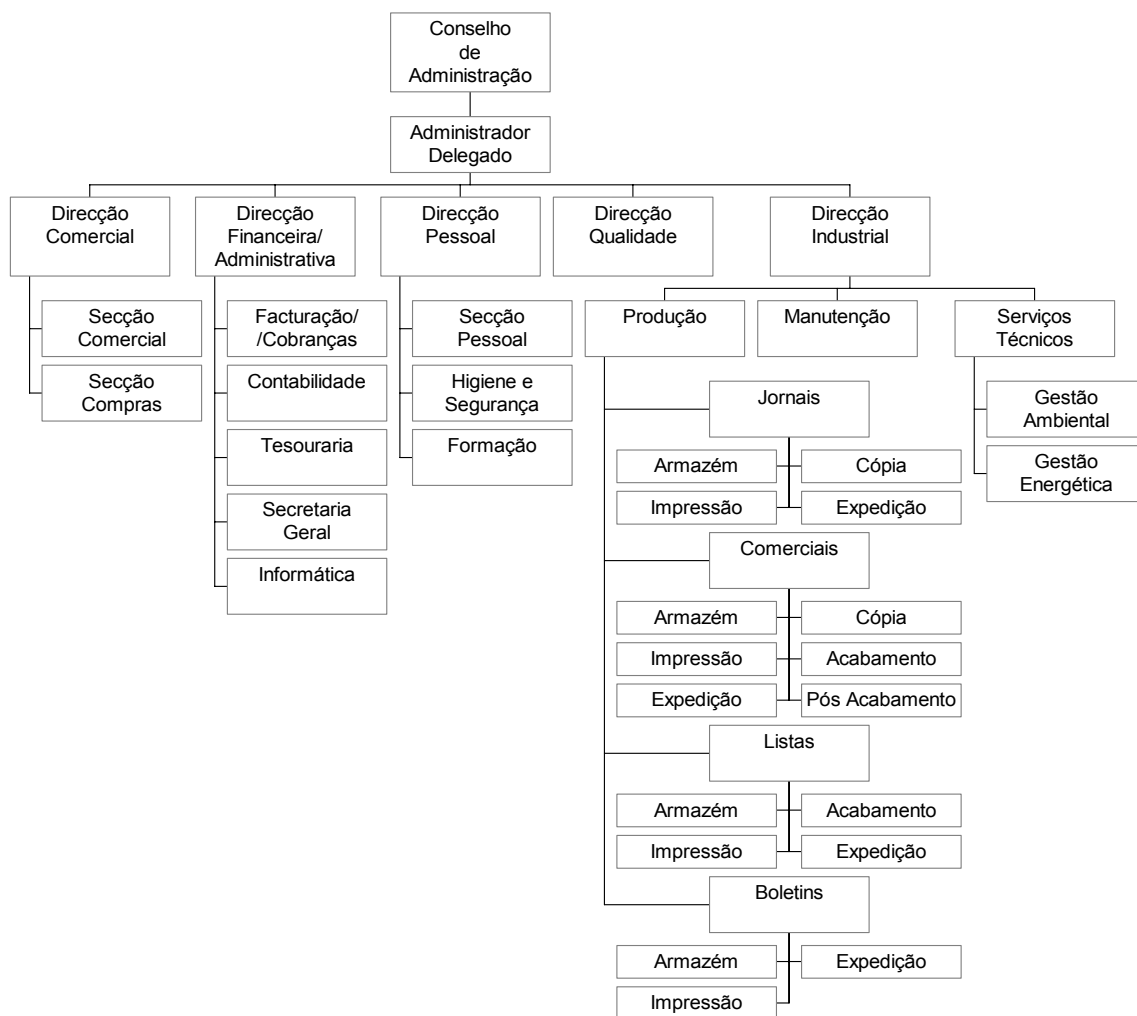 Conselho
de
Administração
Administrador
Delegado
Direcção
Comercial
Direcção
Financeira/
Administrativa
Direcção
Pessoal
Direcção
Qualidade
Direcção
Industrial
Secção
Comercial
Secção
Compras
Facturação/
/Cobranças
Contabilidade
Tesouraria
Secretaria
Geral
Informática
Secção
Pessoal
Higiene e
Segurança
Formação
Produção
Manutenção
Serviços
Técnicos
Jornais
Armazém
Cópia
Impressão
Expedição
Comerciais
Armazém
Cópia
Impressão
Acabamento
Expedição
Pós Acabamento
Listas
Armazém
Acabamento
Impressão
Expedição
Boletins
Armazém
Expedição
Impressão
Gestão
Ambiental
Gestão
Energética